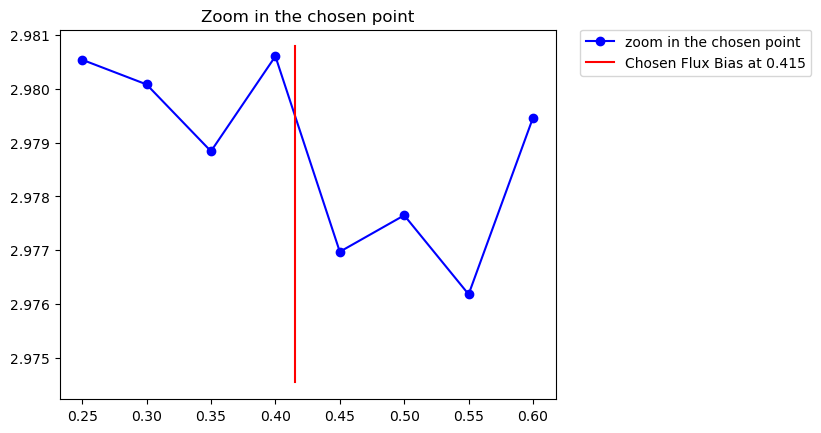 Zoom in the chosen point
zoom in the chosen point
Chosen Flux Bias at 0.415
2.981
2.980
2.979
2.978
2.977
2.976
2.975
0.25 0.30 0.35 0.40 0.45 0.50 0.55 0.60